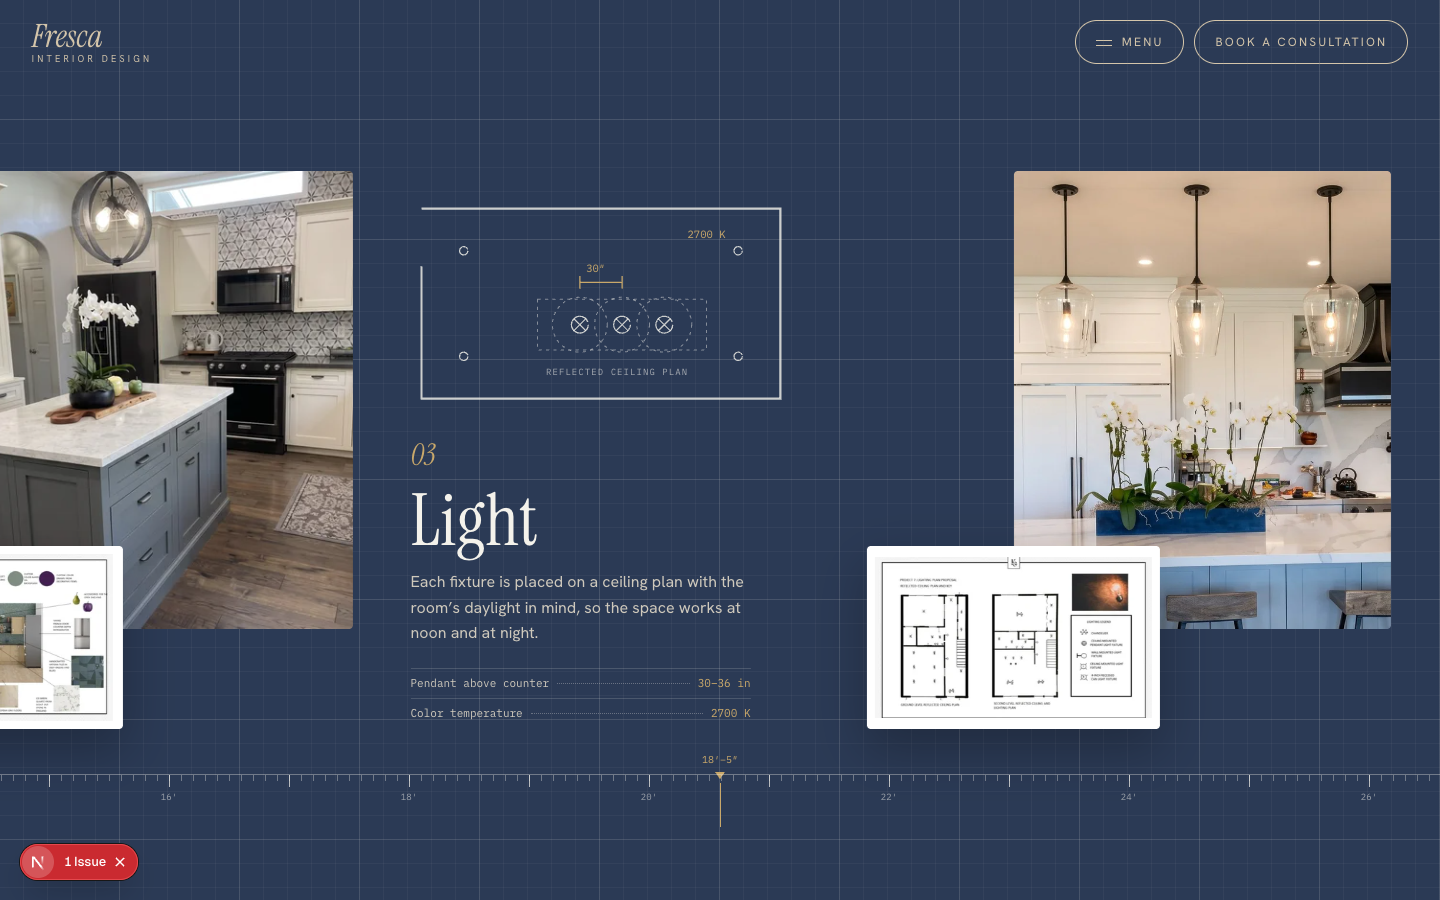 Fresca
INTERIOR DESIGN
MENU
BOOK A CONSULTATION
2700 K
30″
REFLECTED CEILING PLAN
03
Light
Each fixture is placed on a ceiling plan with the
room’s daylight in mind, so the space works at
noon and at night.
Pendant above counter 30–36 in
Color temperature 2700 K
18′–5″
16′
18′
20′
22′
24′
26′
1 Issue